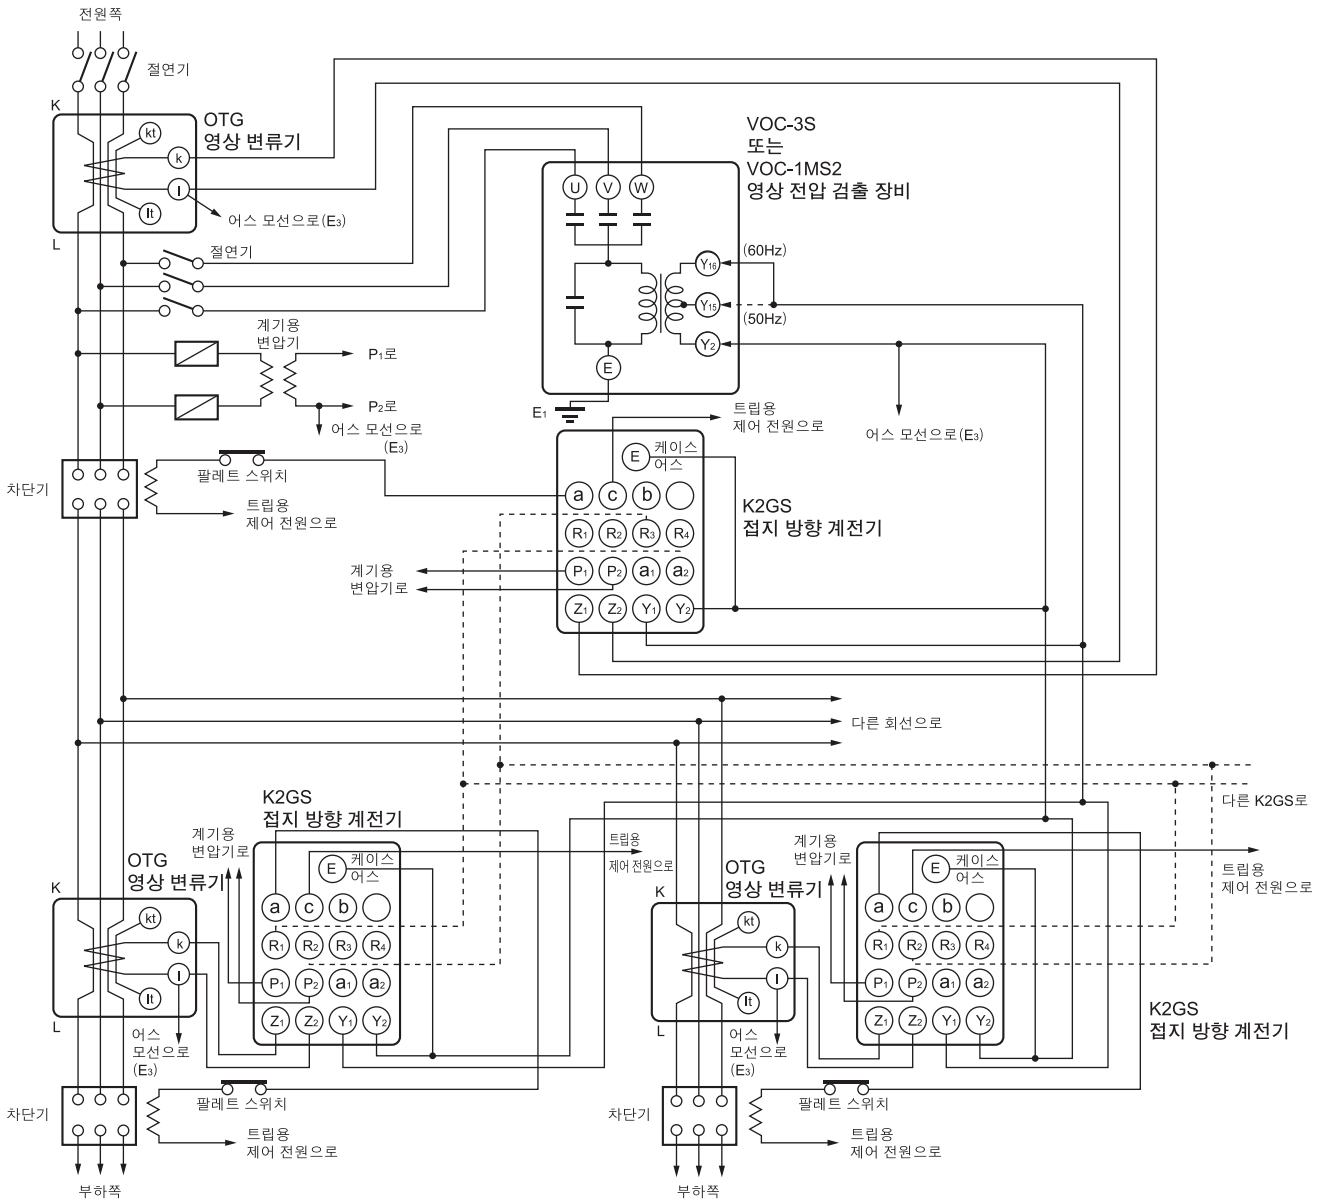 전원쪽
절연기
K
OTG
영상 변류기
kt
k
l
lt
L
어스 모선으로(E3)
절연기
VOC-3S
또는
VOC-1MS2
영상 전압 검출 장비
U V W
Y16
(60Hz)
Y15
(50Hz)
Y2
E
E1
어스 모선으로(E3)
계기용
변압기
P1로
P2로
어스 모선으로
(E3)
트립용
제어 전원으로
차단기
팔레트 스위치
트립용
제어 전원으로
E 케이스
어스
a c b
R1 R2 R3 R4
P1 P2 a1 a2
Z1 Z2 Y1 Y2
K2GS
접지 방향 계전기
계기용
변압기로
다른 회선으로
다른 K2GS로
K2GS
접지 방향 계전기
계기용
변압기로
E 케이스
어스
a c b
R1 R2 R3 R4
P1 P2 a1 a2
Z1 Z2 Y1 Y2
트립용
제어 전원으로
OTG
영상 변류기
K
kt
k
l
lt
L
어스
모선으로
(E3)
차단기
팔레트 스위치
트립용
제어 전원으로
부하쪽
OTG
영상 변류기
K
kt
k
l
lt
L
어스
모선으로
(E3)
계기용
변압기로
E 케이스
어스
a c b
R1 R2 R3 R4
P1 P2 a1 a2
Z1 Z2 Y1 Y2
트립용
제어 전원으로
K2GS
접지 방향 계전기
차단기
팔레트 스위치
트립용
제어 전원으로
부하쪽